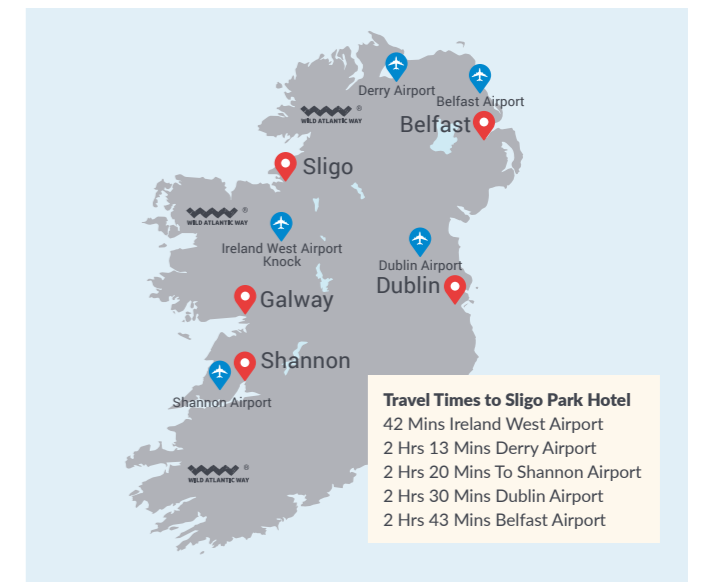 Derry Airport
Belfast Airport
WILD ATLANTIC WAY ®
Belfast
Sligo
WILD ATLANTIC WAY ®
Ireland West Airport
Knock
Dublin Airport
Dublin
Galway
Shannon
Shannon Airport
WILD ATLANTIC WAY ®
Travel Times to Sligo Park Hotel
42 Mins Ireland West Airport
2 Hrs 13 Mins Derry Airport
2 Hrs 20 Mins To Shannon Airport
2 Hrs 30 Mins Dublin Airport
2 Hrs 43 Mins Belfast Airport